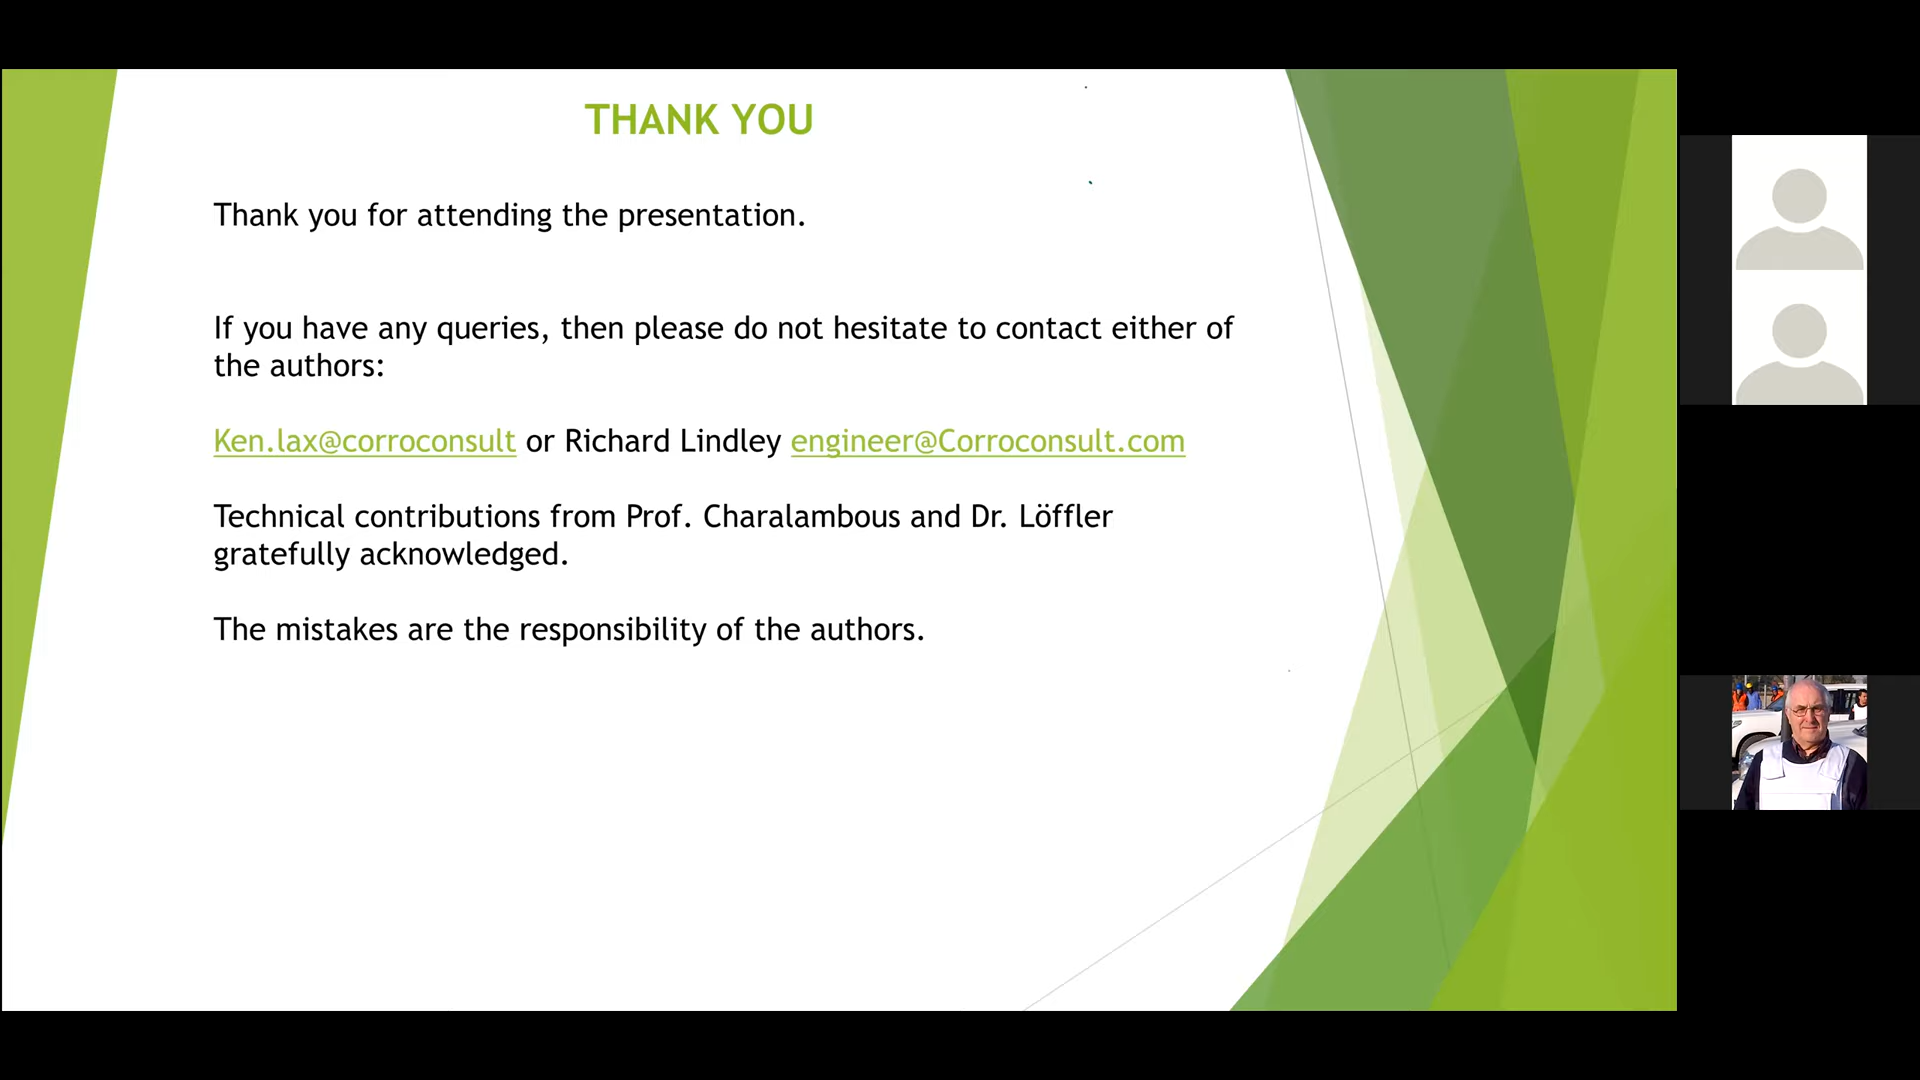 THANK YOU
Thank you for attending the presentation.
If you have any queries, then please do not hesitate to contact either of
the authors:
Ken.lax@corroconsult or Richard Lindley engineer@Corroconsult.com
Technical contributions from Prof. Charalambous and Dr. Löffler
gratefully acknowledged.
The mistakes are the responsibility of the authors.